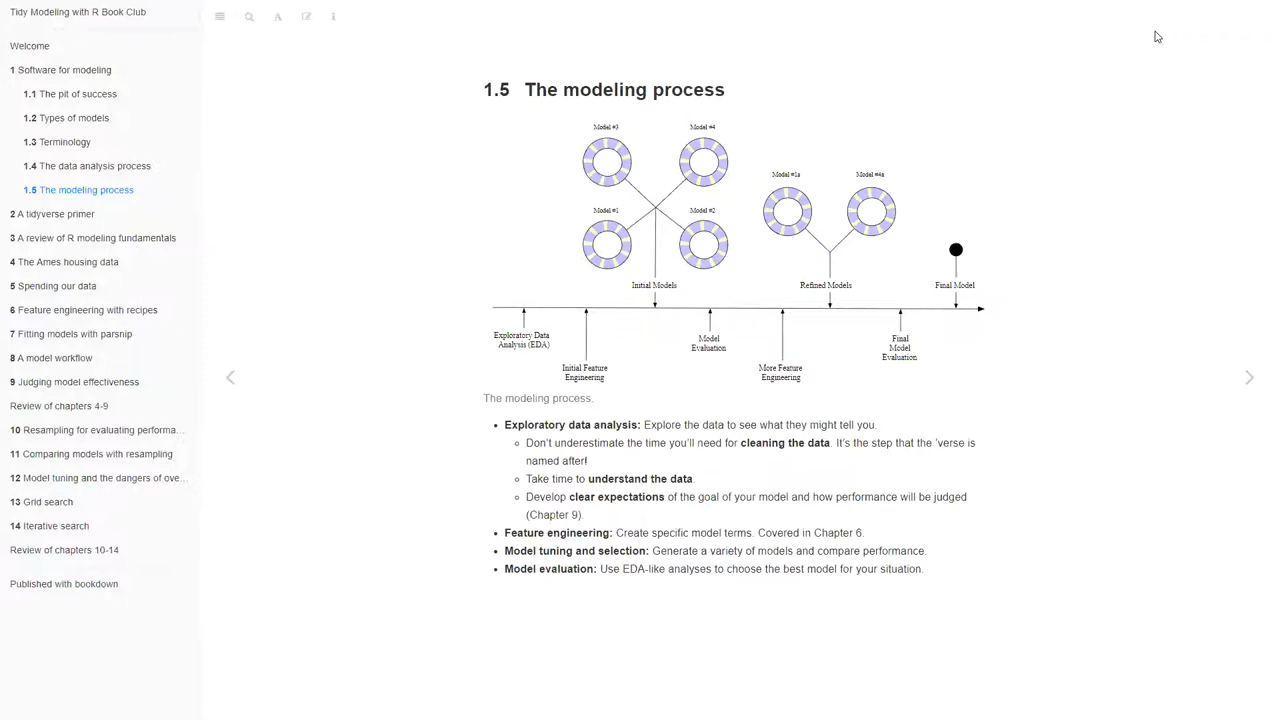 Tidy Modeling with R Book Club
Welcome
1 Software for modeling
1.1 The pit of success
1.2 Types of models
1.3 Terminology
1.4 The data analysis process
1.5 The modeling process
2 A tidyverse primer
3 A review of R modeling fundamentals
4 The Ames housing data
5 Spending our data
6 Feature engineering with recipes
7 Fitting models with parsnip
8 A model workflow
9 Judging model effectiveness
Review of chapters 4-9
10 Resampling for evaluating performa...
11 Comparing models with resampling
12 Model tuning and the dangers of ove...
13 Grid search
14 Iterative search
Review of chapters 10-14
Published with bookdown
A
i
1.5 The modeling process
Model #3
Model #4
Model #1a
Model #4a
Model #1
Model #2
Initial Models
Refined Models
Final Model
Exploratory Data
Analysis (EDA)
Initial Feature
Engineering
Model
Evaluation
More Feature
Engineering
Final
Model
Evaluation
The modeling process.
• Exploratory data analysis: Explore the data to see what they might tell you.
Don't underestimate the time you'll need for cleaning the data. It's the step that the 'verse is
named after!
Take time to understand the data.
Develop clear expectations of the goal of your model and how performance will be judged
(Chapter 9).
• Feature engineering: Create specific model terms. Covered in Chapter 6.
• Model tuning and selection: Generate a variety of models and compare performance.
• Model evaluation: Use EDA-like analyses to choose the best model for your situation.